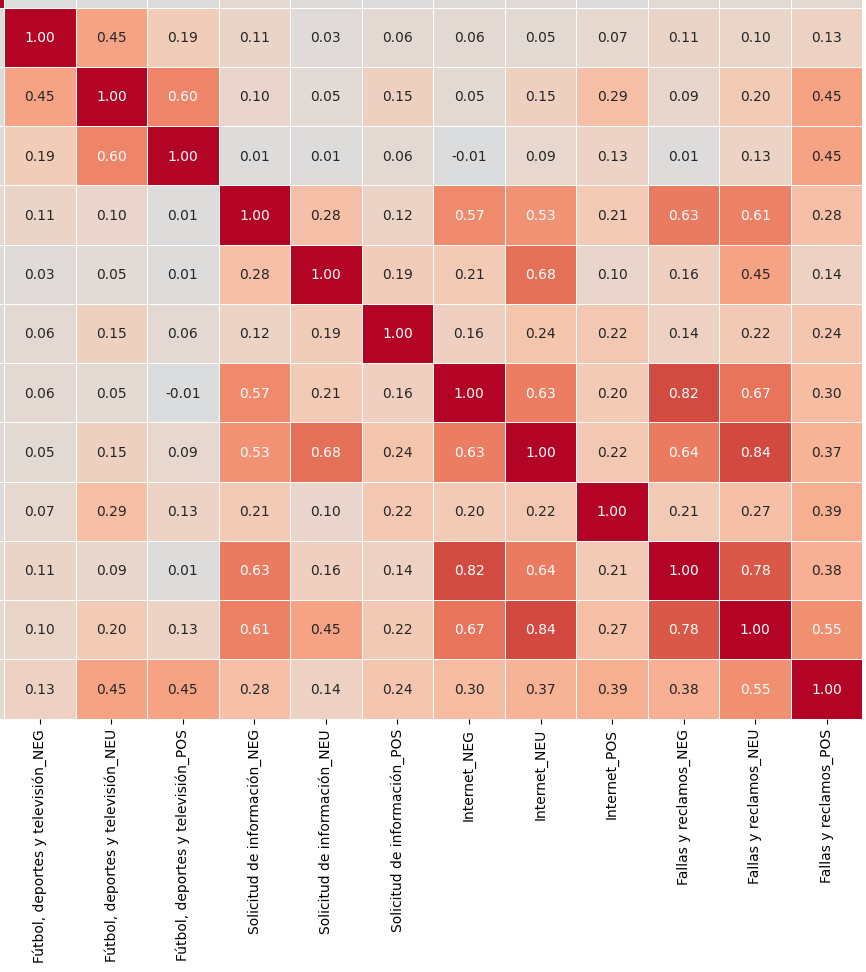 1.00 0.45 0.19 0.11 0.03 0.06 0.06 0.05 0.07 0.11 0.10 0.13
0.45 1.00 0.60 0.10 0.05 0.15 0.05 0.15 0.29 0.09 0.20 0.45
0.19 0.60 1.00 0.01 0.01 0.06 -0.01 0.09 0.13 0.01 0.13 0.45
0.11 0.10 0.01 1.00 0.28 0.12 0.57 0.53 0.21 0.63 0.61 0.28
0.03 0.05 0.01 0.28 1.00 0.19 0.21 0.68 0.10 0.16 0.45 0.14
0.06 0.15 0.06 0.12 0.19 1.00 0.16 0.24 0.22 0.14 0.22 0.24
0.06 0.05 -0.01 0.57 0.21 0.16 1.00 0.63 0.20 0.82 0.67 0.30
0.05 0.15 0.09 0.53 0.68 0.24 0.63 1.00 0.22 0.64 0.84 0.37
0.07 0.29 0.13 0.21 0.10 0.22 0.20 0.22 1.00 0.21 0.27 0.39
0.11 0.09 0.01 0.63 0.16 0.14 0.82 0.64 0.21 1.00 0.78 0.38
0.10 0.20 0.13 0.61 0.45 0.22 0.67 0.84 0.27 0.78 1.00 0.55
0.13 0.45 0.45 0.28 0.14 0.24 0.30 0.37 0.39 0.38 0.55 1.00
Fútbol, deportes y televisión_NEG
Fútbol, deportes y televisión_NEU
Fútbol, deportes y televisión_POS
Solicitud de información_NEG
Solicitud de información_NEU
Solicitud de información_POS
Internet_NEG
Internet_NEU
Internet_POS
Fallas y reclamos_NEG
Fallas y reclamos_NEU
Fallas y reclamos_POS